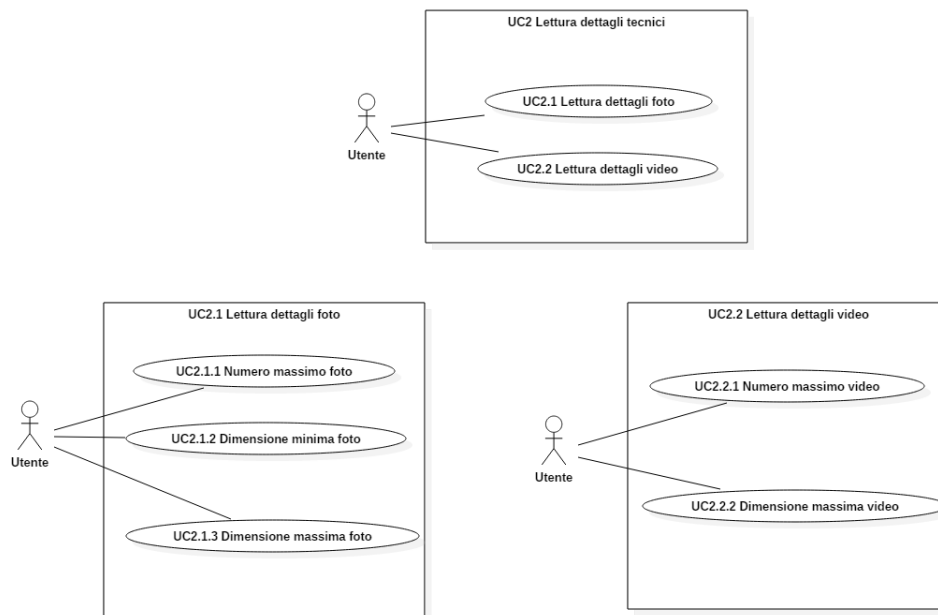 UC2 Lettura dettagli tecnici
UC2.1 Lettura dettagli foto
Utente
UC2.2 Lettura dettagli video
UC2.1 Lettura dettagli foto
UC2.1.1 Numero massimo foto
UC2.1.2 Dimensione minima foto
Utente
UC2.1.3 Dimensione massima foto
UC2.2 Lettura dettagli video
UC2.2.1 Numero massimo video
Utente
UC2.2.2 Dimensione massima video